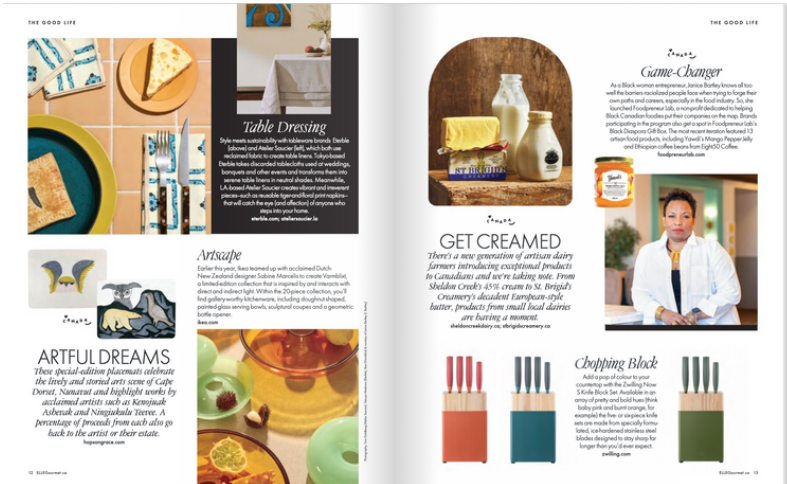 THE GOOD LIFE
Table Dressing
Style meets sustainability with tableware brands Eterble
(above) and Atelier Saucier (left), which both use
reclaimed fabric to create table linens. Tokyo-based
Eterble takes discarded tablecloths used at weddings,
banquets and other events and transforms them into
serene table linens in neutral shades. Meanwhile,
LA-based Atelier Saucier creates vibrant and irreverent
pieces–such as reusable tiger-and-floral print napkins–
that will catch the eye (and affection) of anyone who
steps into your home.
eterble.com; ateliersaucier.la
Artscape
Earlier this year, Ikea teamed up with acclaimed Dutch-
New Zealand designer Sabine Marcelis to create Varmblixt,
a limited-edition collection that is inspired by and interacts with
direct and indirect light. Within the 20-piece collection, you'll
find gallery-worthy kitchenware, including doughnut-shaped,
painted-glass serving bowls, sculptural coupes and a geometric
bottle opener.
ikea.com
CANADA
ARTFUL DREAMS
These special-edition placemats celebrate
the lively and storied arts scene of Cape
Dorset, Nunavut and highlight works by
acclaimed artists such as Kenojuak
Ashevak and Ningiukulu Teevee. A
percentage of proceeds from each also go
back to the artist or their estate.
hopsongrace.com
12 ELLEGourmet.ca
THE GOOD LIFE
ST BRIGID'S
CREAMERY
CANADA
GET CREAMED
There's a new generation of artisan dairy
farmers introducing exceptional products
to Canadians and we're taking note. From
Sheldon Creek's 45% cream to St. Brigid's
Creamery's decadent European-style
butter, products from small local dairies
are having a moment.
sheldoncreekdairy.ca; stbrigidscreamery.ca
CANADA
Game-Changer
As a Black woman entrepreneur, Janice Bartley knows all too
well the barriers racialized people face when trying to forge their
own paths and careers, especially in the food industry. So, she
launched Foodpreneur Lab, a non-profit dedicated to helping
Black Canadian foodies put their companies on the map. Brands
participating in the program also get a spot in Foodpreneur Lab's
Black Diaspora Gift Box. The most recent iteration featured 13
artisan food products, including Yawdi's Mango Pepper Jelly
and Ethiopian coffee beans from Eight50 Coffee.
foodpreneurlab.com
Chopping Block
Add a pop of colour to your
countertop with the Zwilling Now
S Knife Block Set. Available in an
array of pretty and bold hues (think
baby pink and burnt orange, for
example) the five- or six-piece knife
sets are made from specially formu-
lated, ice-hardened stainless steel
blades designed to stay sharp for
longer than you'd ever expect.
zwilling.com
ELLEGourmet.ca 13